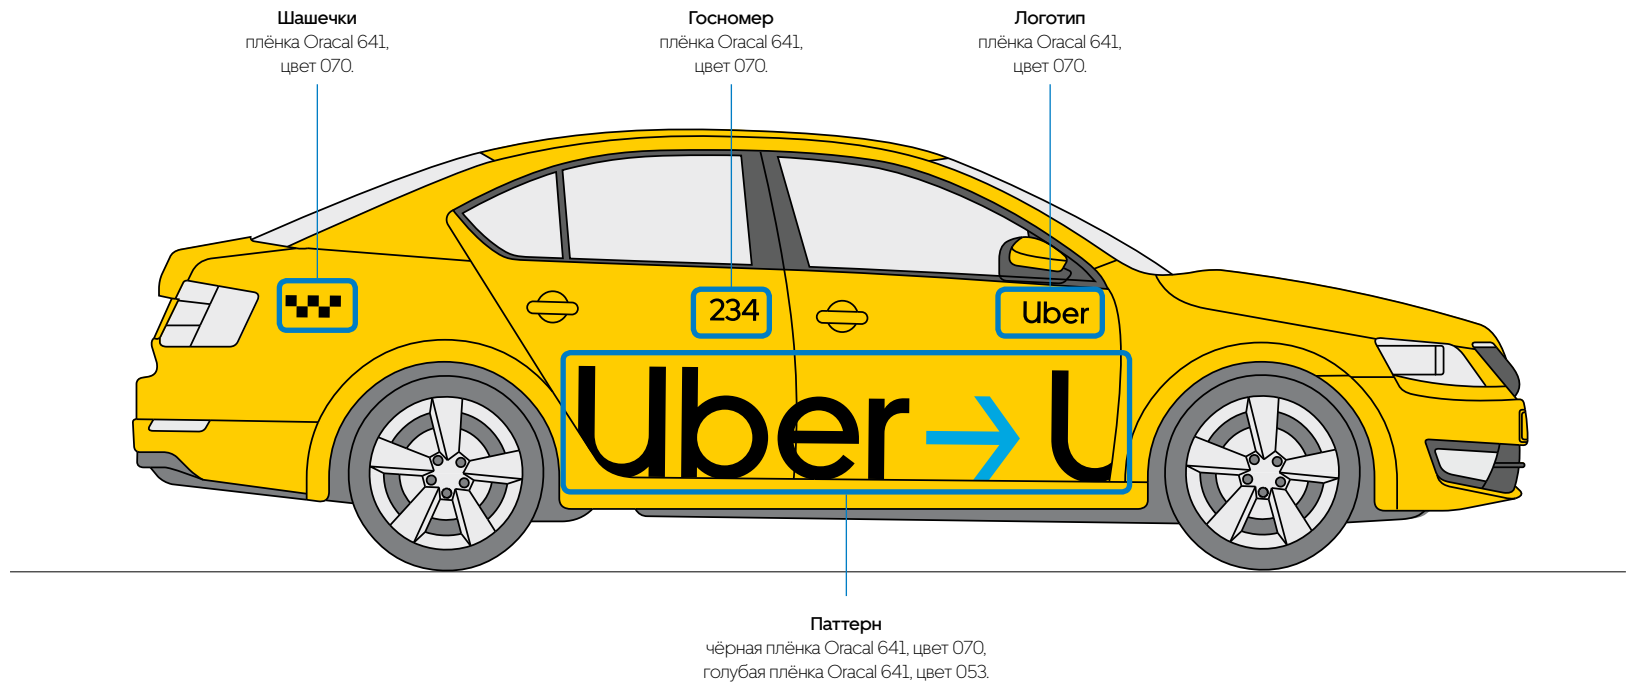 Шашечки
плёнка Oracal 641,
цвет 070.
Госномер
плёнка Oracal 641,
цвет 070.
Логотип
плёнка Oracal 641,
цвет 070.
234
Uber
Uber→U
Паттерн
чёрная плёнка Oracal 641, цвет 070,
голубая плёнка Oracal 641, цвет 053.